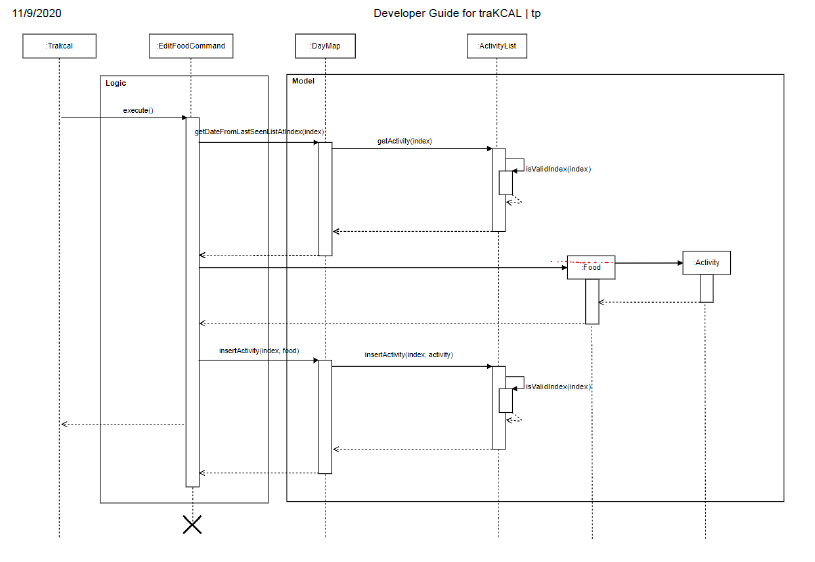 11/9/2020
Developer Guide for traKCAL | tp
:Trakcal
:EditFoodCommand
:DayMap
:ActivityList
Logic
Model
execute()
getDateFromLastSeenListAtIndex(index)
getActivity(index)
isValidIndex(index)
:Food
:Activity
insertActivity(index, food)
insertActivity(index, activity)
isValidIndex(index)